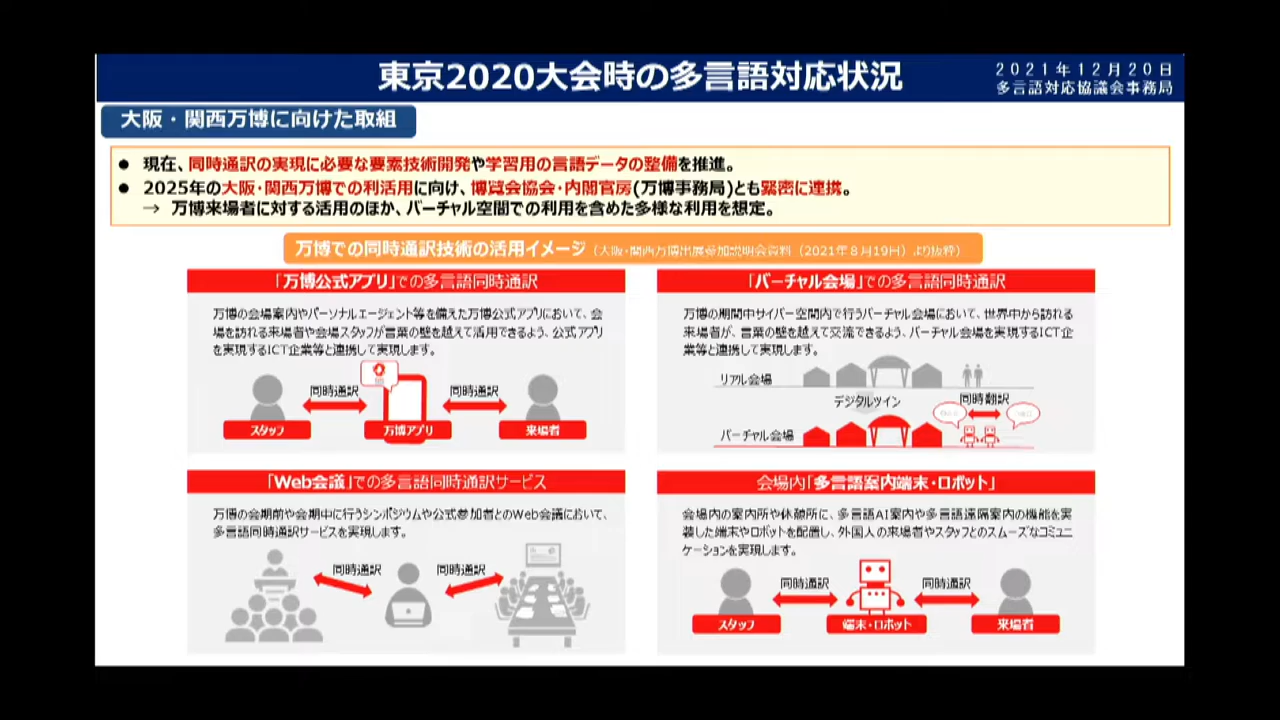 東京2020大会時の多言語対応状況
2021年12月20日
多言語対応協議会事務局
大阪・関西万博に向けた取組
● 現在、同時通訳の実現に必要な要素技術開発や学習用の言語データの整備を推進。
● 2025年の大阪・関西万博での利活用に向け、博覧会協会・内閣官房(万博事務局)とも緊密に連携。
→ 万博来場者に対する活用のほか、バーチャル空間での利用を含めた多様な利用を想定。
万博での同時通訳技術の活用イメージ（大阪・関西万博出展参加説明会資料（2021年8月19日）より抜粋）
「万博公式アプリ」での多言語同時通訳
万博の会場案内やパーソナルエージェント等を備えた万博公式アプリにおいて、会
場を訪れる来場者や会場スタッフが言葉の壁を越えて活用できるよう、公式アプリ
を実現するICT企業等と連携して実現します。
同時通訳
同時通訳
スタッフ
万博アプリ
来場者
「バーチャル会場」での多言語同時通訳
万博の期間中サイバー空間内で行うバーチャル会場において、世界中から訪れる
来場者が、言葉の壁を越えて交流できるよう、バーチャル会場を実現するICT企
業等と連携して実現します。
リアル会場
デジタルツイン
同時翻訳
バーチャル会場
「Web会議」での多言語同時通訳サービス
万博の会期前や会期中に行うシンポジウムや公式参加者とのWeb会議において、
多言語同時通訳サービスを実現します。
同時通訳
同時通訳
会場内「多言語案内端末・ロボット」
会場内の案内所や休憩所に、多言語AI案内や多言語遠隔案内の機能を実
装した端末やロボットを配置し、外国人の来場者やスタッフとのスムーズなコミュニ
ケーションを実現します。
同時通訳
同時通訳
スタッフ
端末・ロボット
来場者